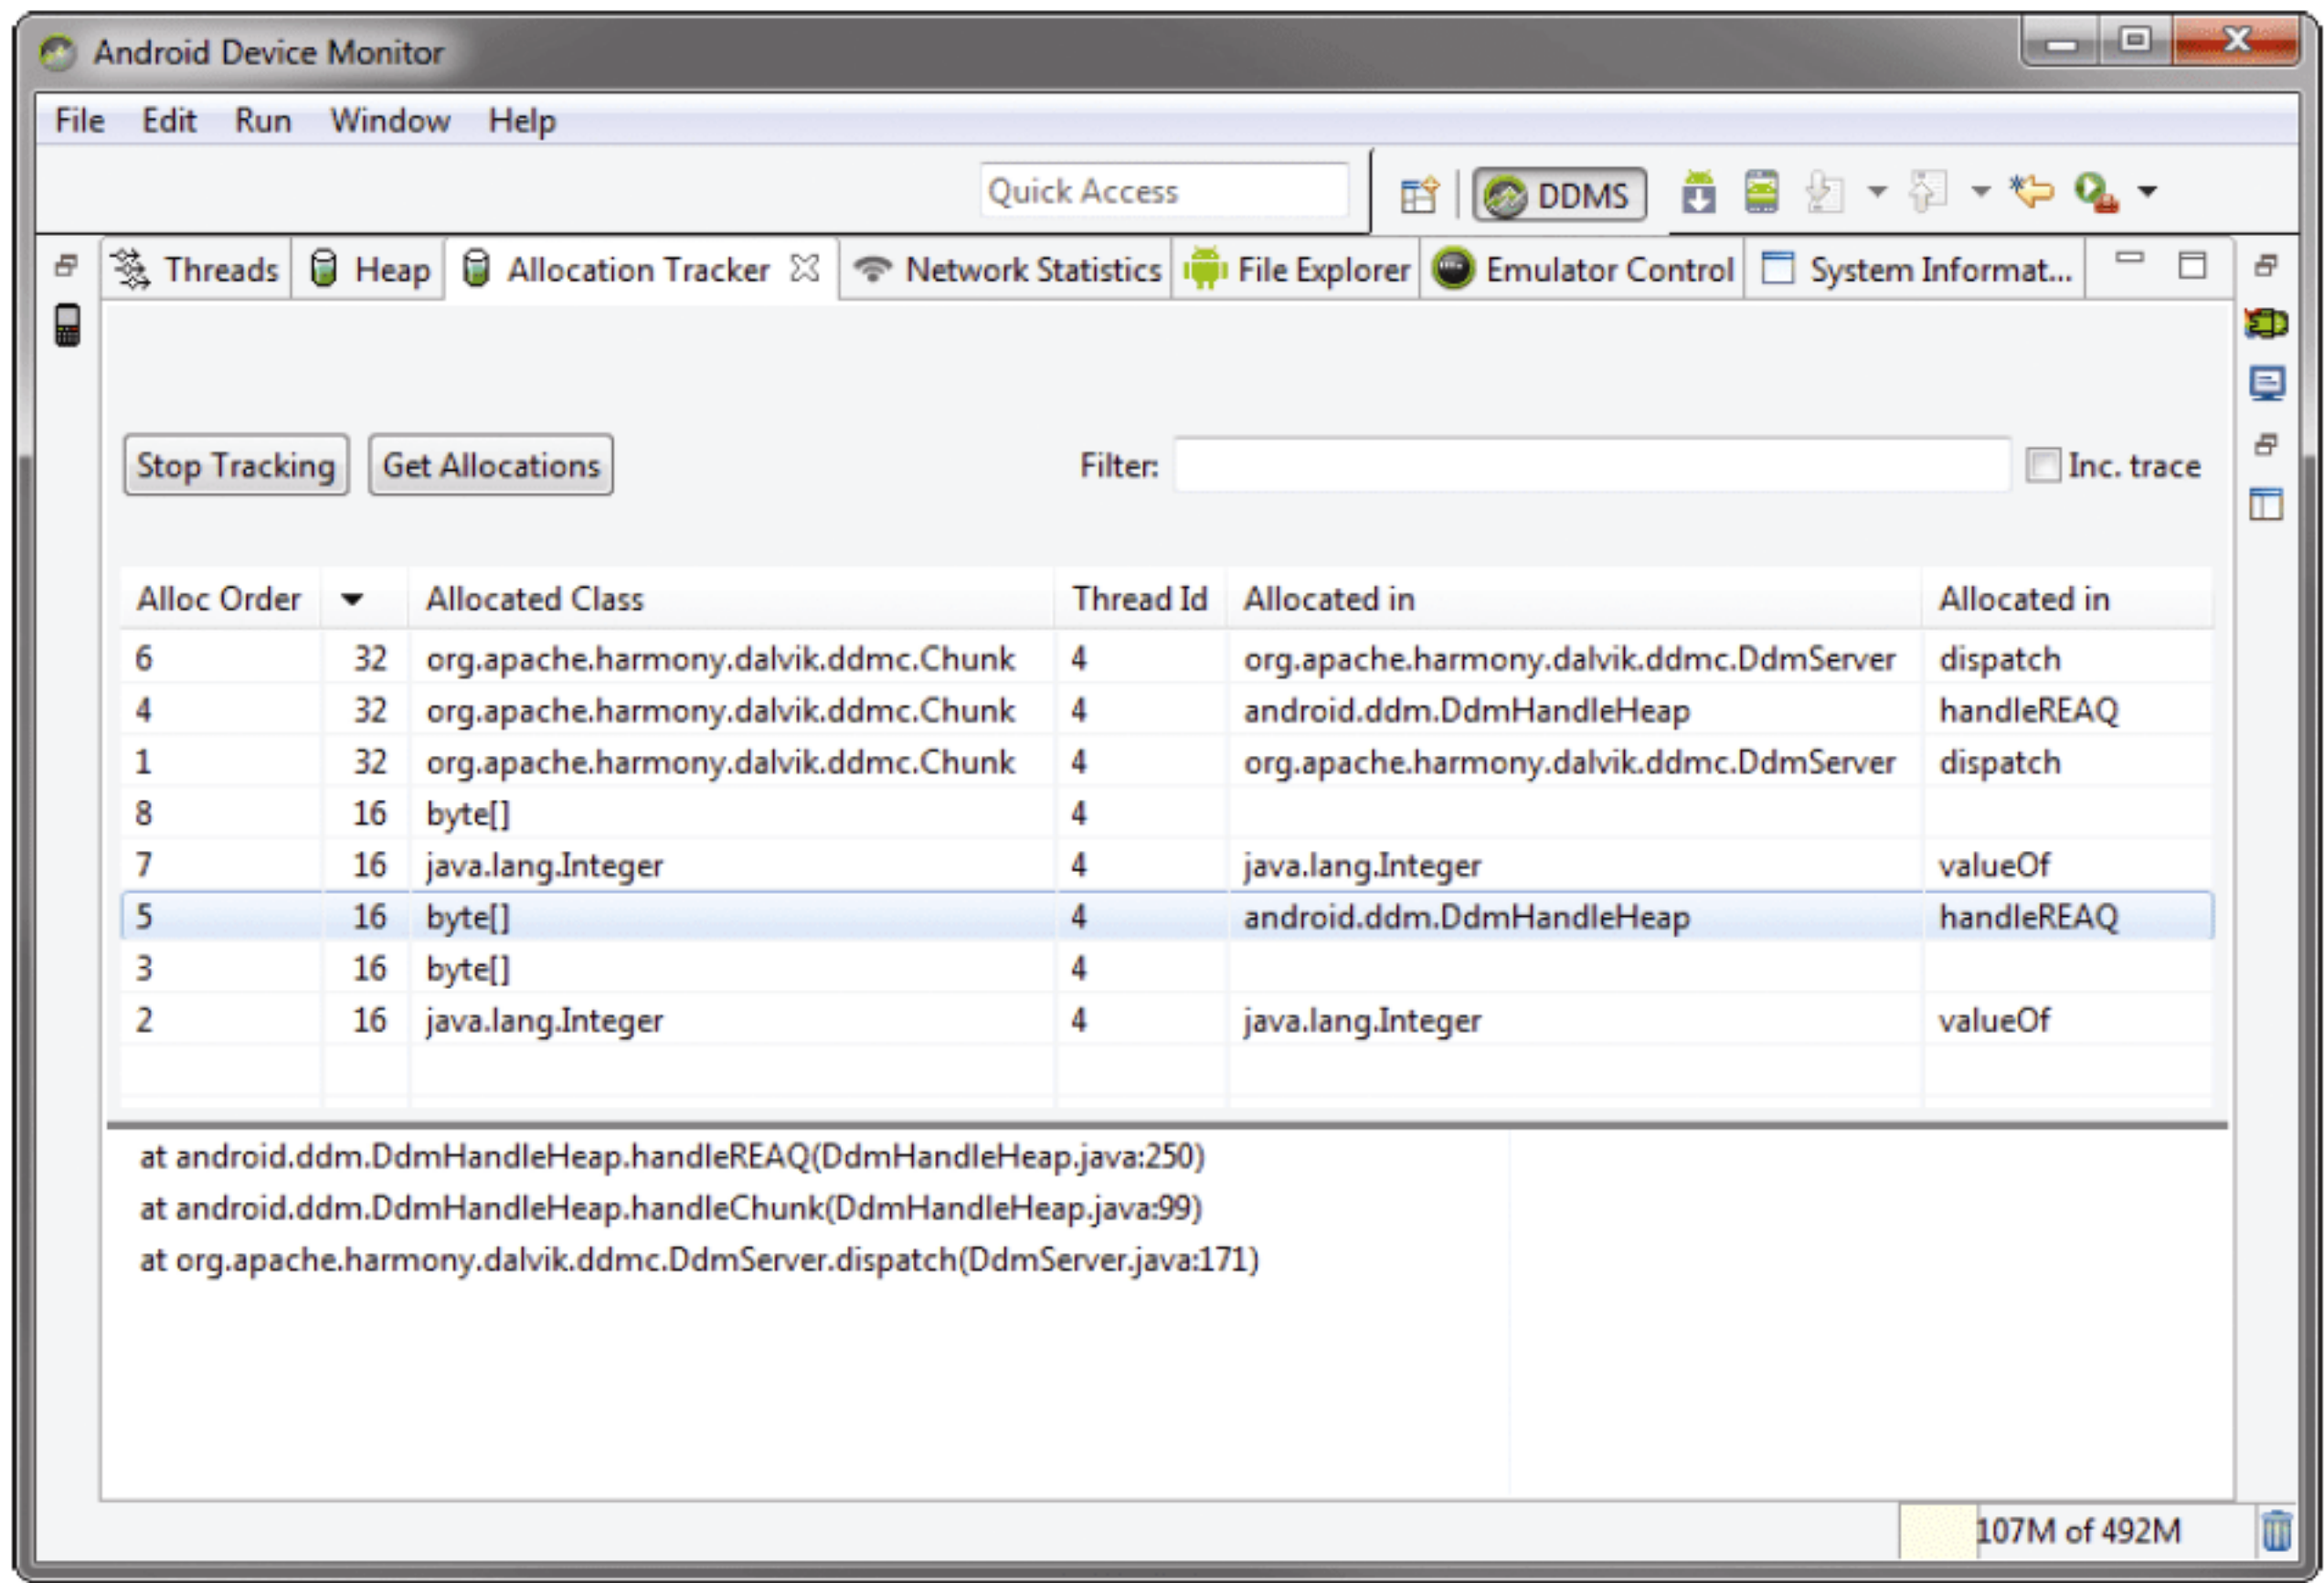 Android Device Monitor
File Edit Run Window Help
Quick Access DDMS
Threads Heap Allocation Tracker Network Statistics File Explorer Emulator Control System Informat...
Stop Tracking Get Allocations Filter: Inc. trace
Alloc Order Allocated Class Thread Id Allocated in Allocated in
6 32 org.apache.harmony.dalvik.ddmc.Chunk 4 org.apache.harmony.dalvik.ddmc.DdmServer dispatch
4 32 org.apache.harmony.dalvik.ddmc.Chunk 4 android.ddm.DdmHandleHeap handleREAQ
1 32 org.apache.harmony.dalvik.ddmc.Chunk 4 org.apache.harmony.dalvik.ddmc.DdmServer dispatch
8 16 byte[] 4
7 16 java.lang.Integer 4 java.lang.Integer valueOf
5 16 byte[] 4 android.ddm.DdmHandleHeap handleREAQ
3 16 byte[] 4
2 16 java.lang.Integer 4 java.lang.Integer valueOf
at android.ddm.DdmHandleHeap.handleREAQ(DdmHandleHeap.java:250)
at android.ddm.DdmHandleHeap.handleChunk(DdmHandleHeap.java:99)
at org.apache.harmony.dalvik.ddmc.DdmServer.dispatch(DdmServer.java:171)
107M of 492M